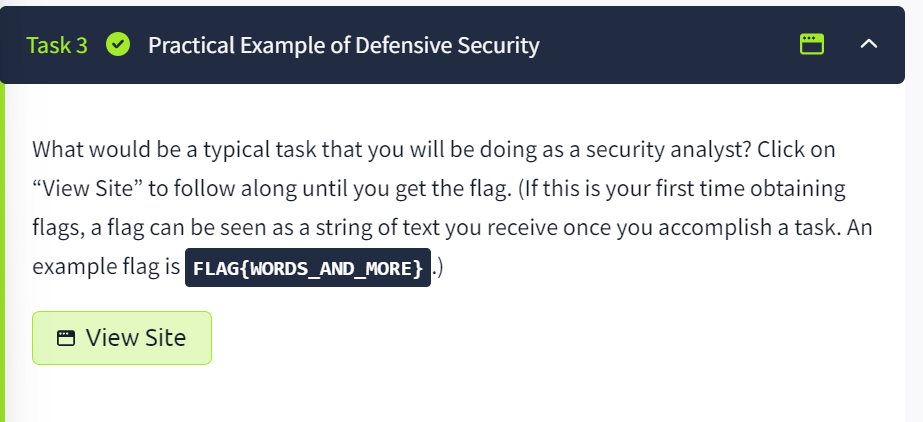 Task 3 Practical Example of Defensive Security
What would be a typical task that you will be doing as a security analyst? Click on
“View Site” to follow along until you get the flag. (If this is your first time obtaining
flags, a flag can be seen as a string of text you receive once you accomplish a task. An
example flag is FLAG{WORDS_AND_MORE} .)
View Site